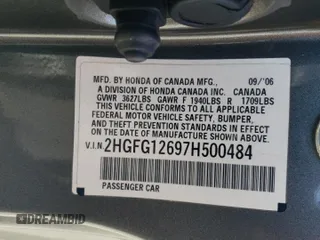 MFD. BY HONDA OF CANADA MFG., 09/'06
A DIVISION OF HONDA CANADA INC. CANADA
GVWR 3627LBS GAWR F 1940LBS R 1709LBS
THIS VEHICLE CONFORMS TO ALL APPLICABLE
FEDERAL MOTOR VEHICLE SAFETY, BUMPER,
AND THEFT PREVENTION STANDARDS IN EFFECT
ON THE DATE OF MANUFACTURE SHOWN ABOVE.
V.I.N. 2HGFG12697H500484
PASSENGER CAR
DREAMBID